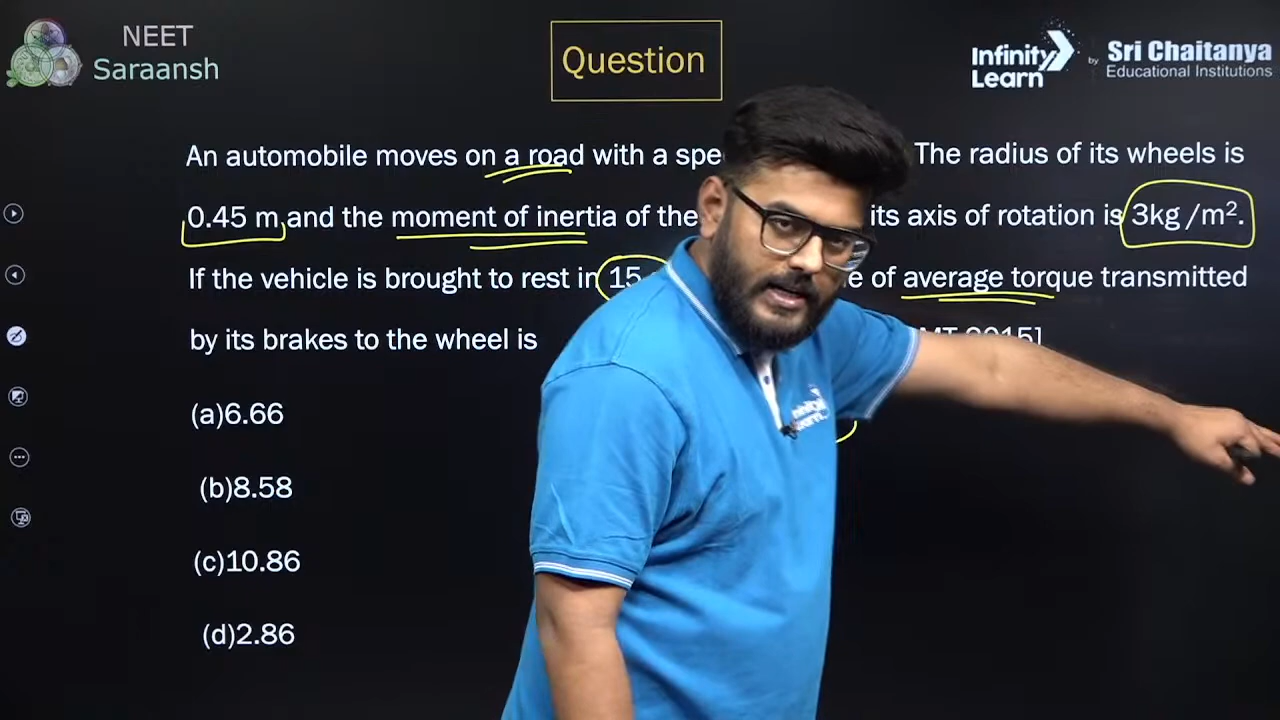 NEET
Saraansh
Question
Infinity
Learn
by
Sri Chaitanya
Educational Institutions
An automobile moves on a road with a The radius of its wheels is
0.45 m and the moment of inertia of the its axis of rotation is 3kg /m².
If the vehicle is brought to rest in 15 of average torque transmitted
by its brakes to the wheel is 2015]
(a)6.66
(b)8.58
(c)10.86
(d)2.86